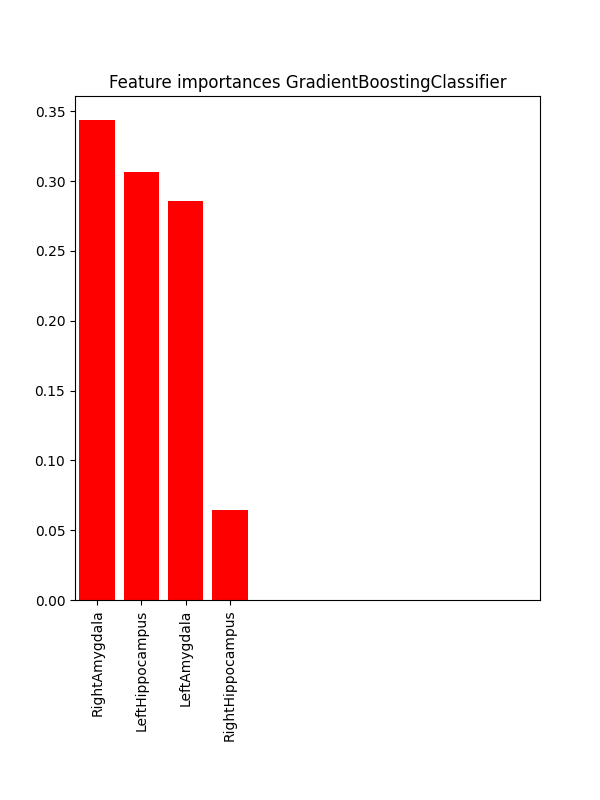 Feature importances GradientBoostingClassifier
0.35
0.30
0.25
0.20
0.15
0.10
0.05
0.00
RightAmygdala
LeftHippocampus
LeftAmygdala
RightHippocampus